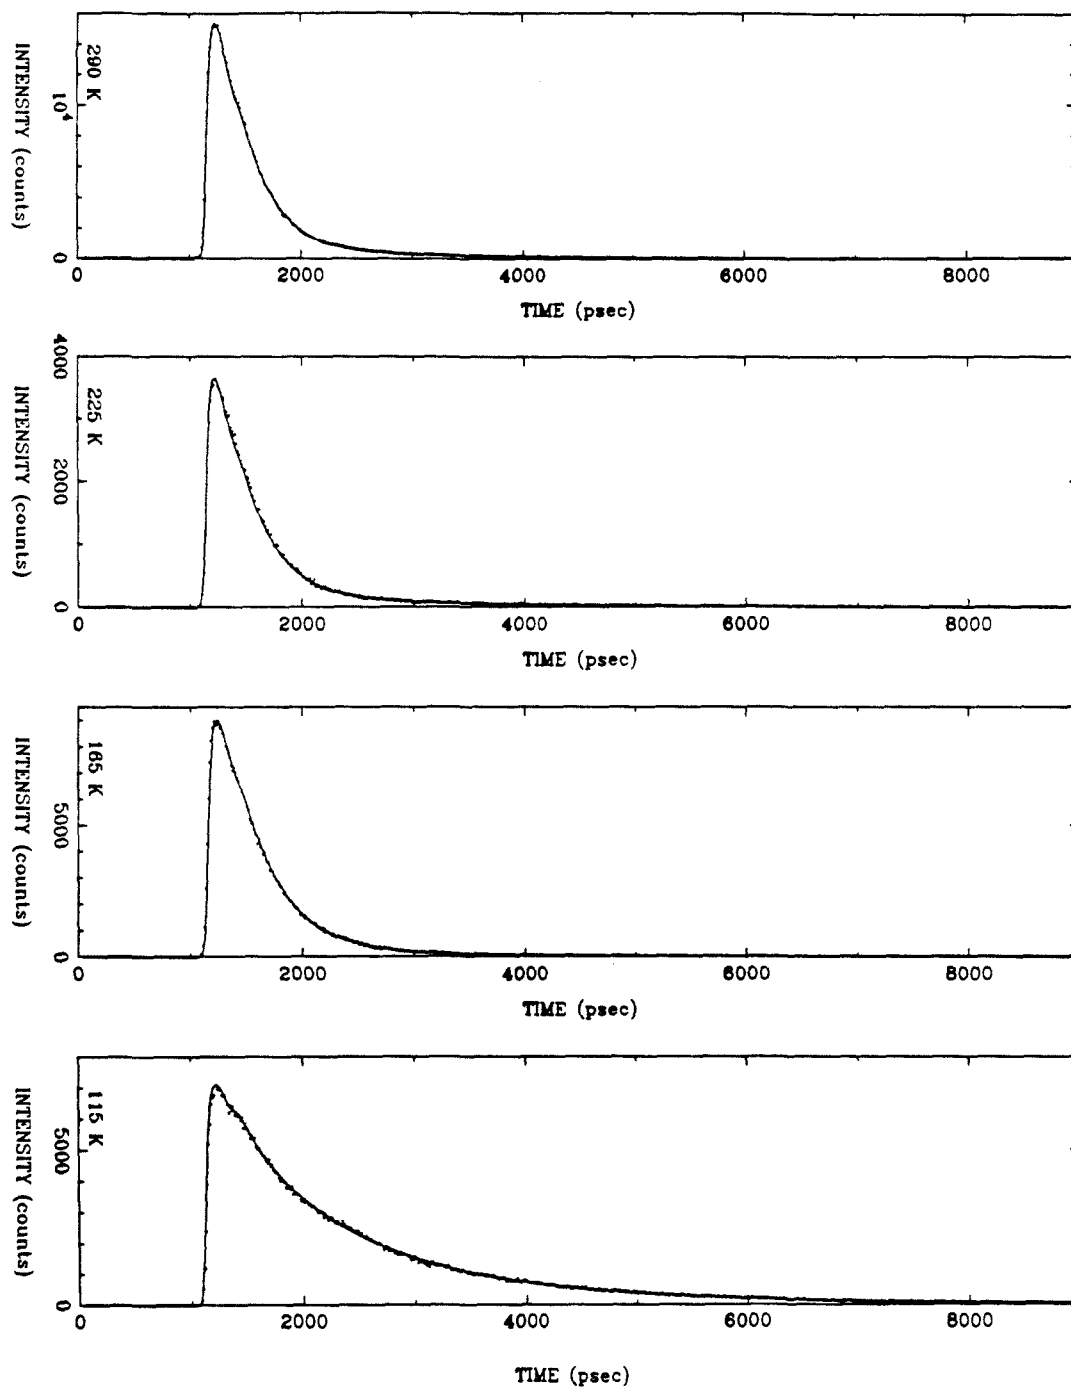 INTENSITY (counts)
290 K
10⁴
0
0 2000 4000 6000 8000
TIME (psec)
INTENSITY (counts)
225 K
4000
2000
0
0 2000 4000 6000 8000
TIME (psec)
INTENSITY (counts)
165 K
5000
0
0 2000 4000 6000 8000
TIME (psec)
INTENSITY (counts)
115 K
5000
0
0 2000 4000 6000 8000
TIME (psec)